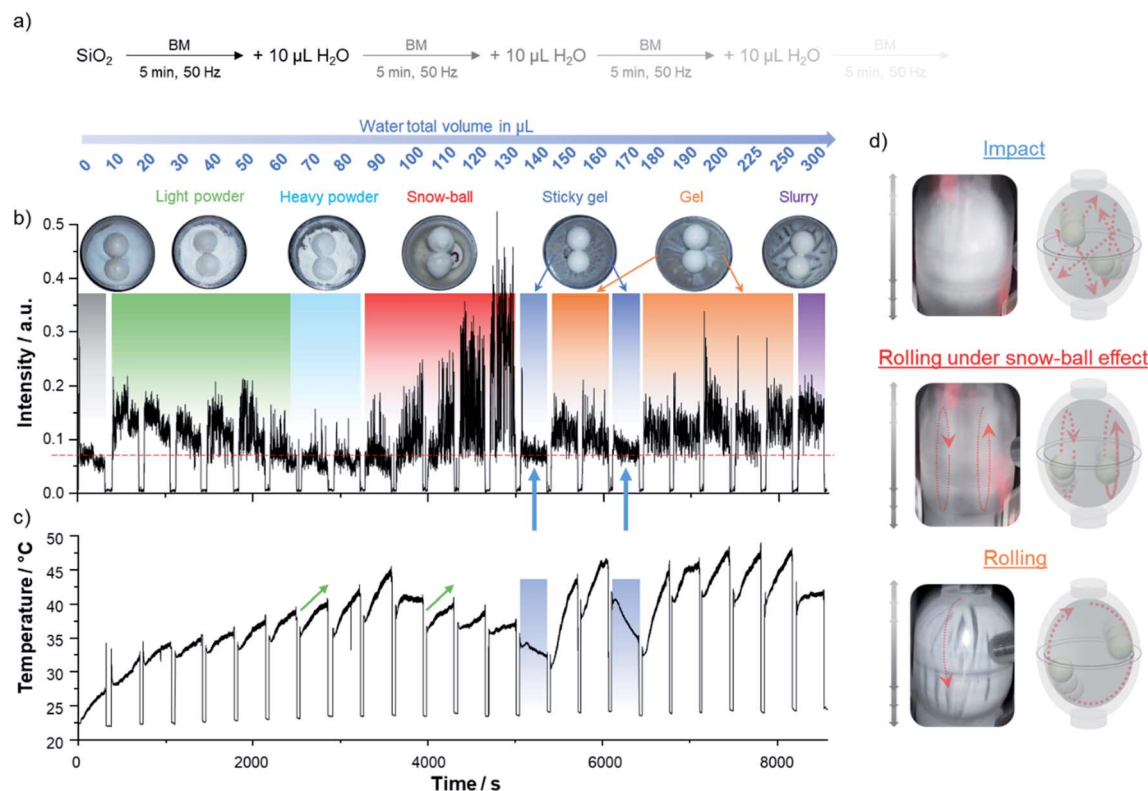 a)
SiO₂ BM 5 min, 50 Hz + 10 µL H₂O BM 5 min, 50 Hz + 10 µL H₂O BM 5 min, 50 Hz + 10 µL H₂O BM 5 min, 50 Hz
Water total volume in µL
0 10 20 30 40 50 60 70 80 90 100 110 120 130 140 150 160 170 180 190 200 225 250 300
Light powder Heavy powder Snow-ball Sticky gel Gel Slurry
b)
Intensity / a.u.
0.5
0.4
0.3
0.2
0.1
0.0
c)
Temperature / °C
50
45
40
35
30
25
20
0 2000 4000 6000 8000
Time / s
d)
Impact
Rolling under snow-ball effect
Rolling